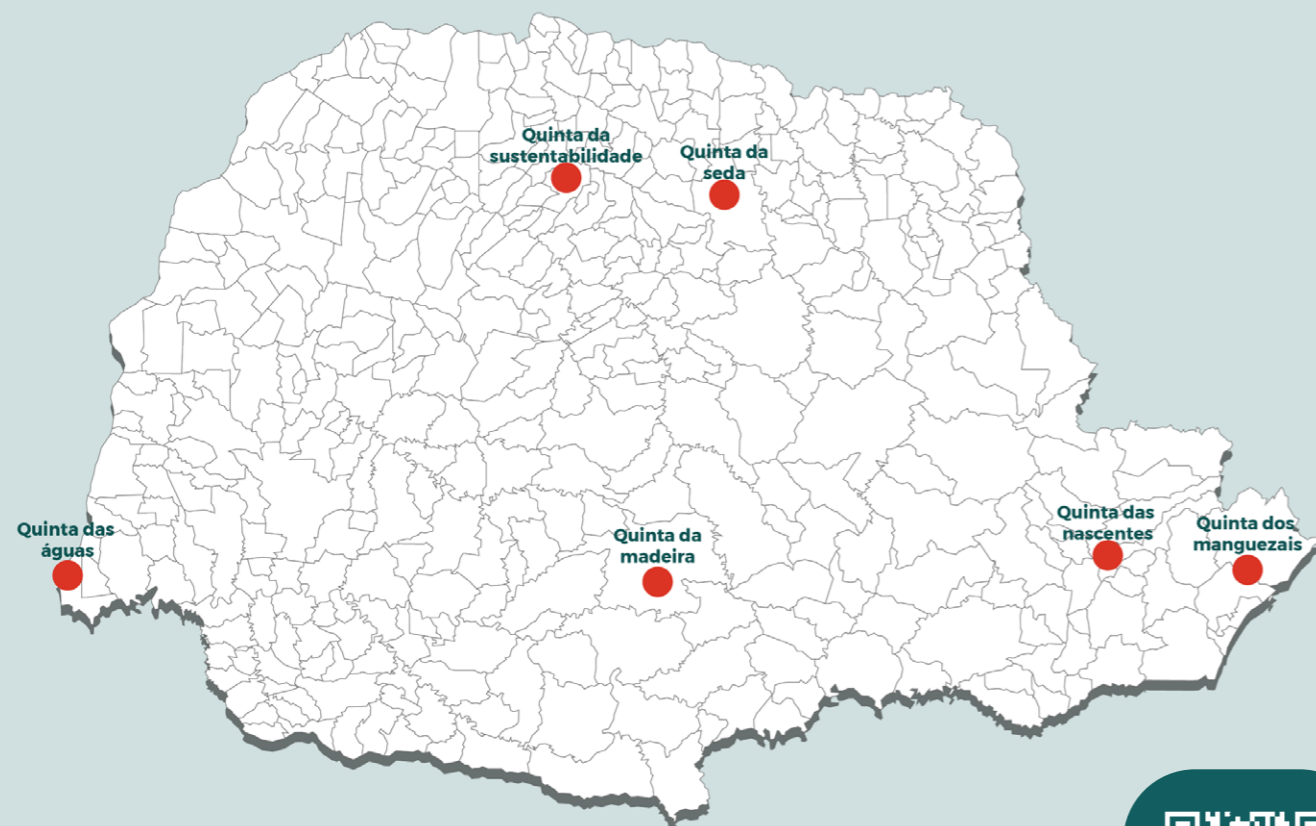 Quinta da
sustentabilidade
Quinta da
seda
Quinta das
águas
Quinta da
madeira
Quinta das
nascentes
Quinta dos
manguezais